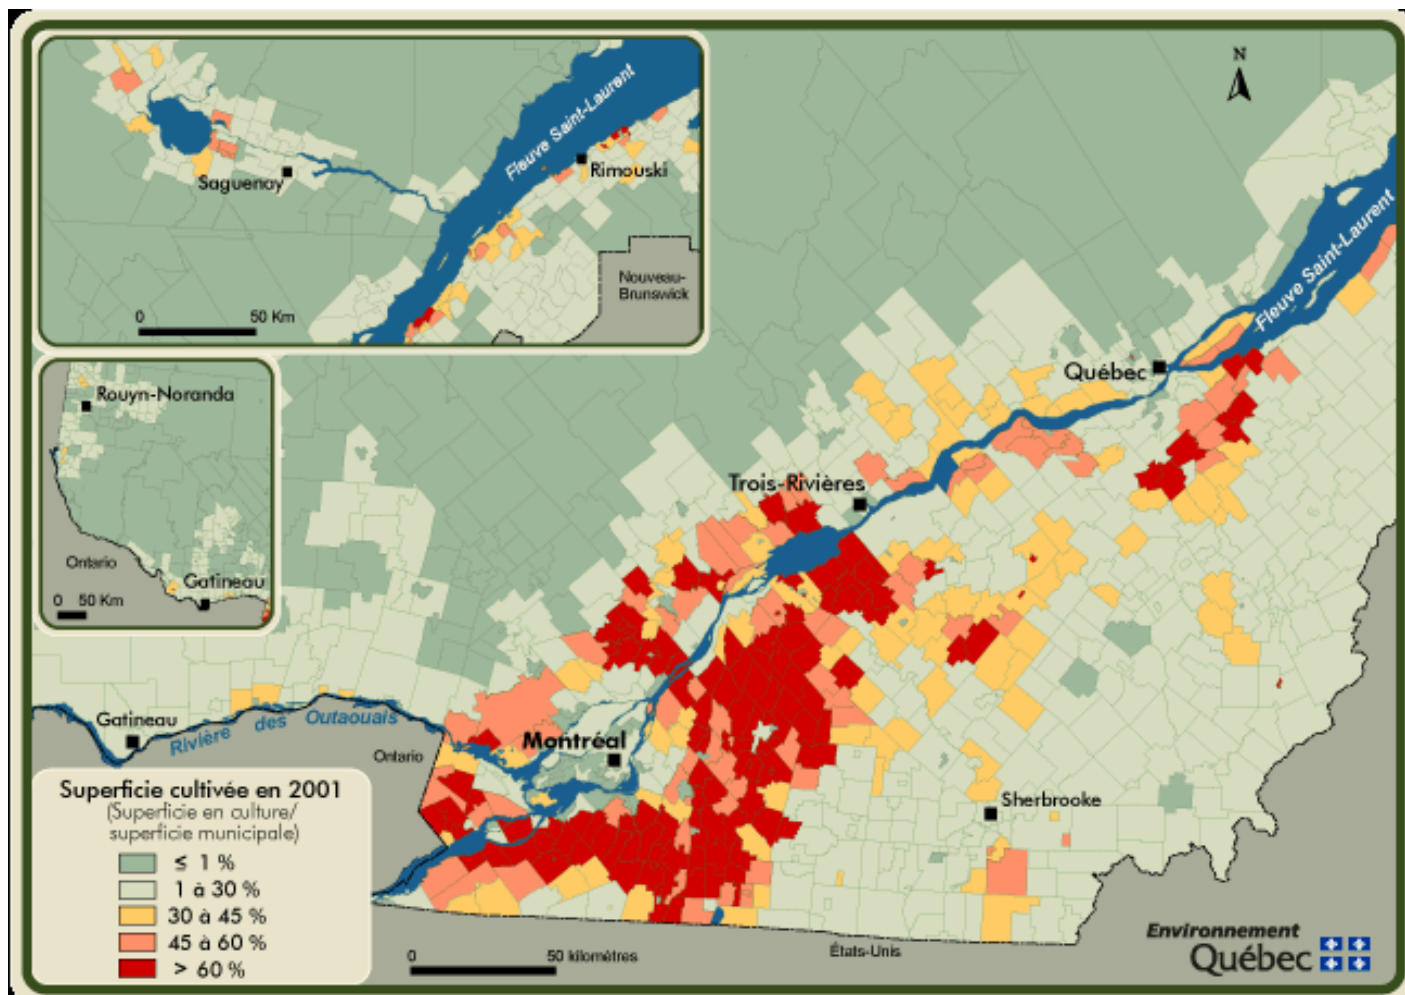 N
Fleuve Saint-Laurent
Rimouski
Saguenay
Nouveau-
Brunswick
0 50 Km
Fleuve Saint-Laurent
Québec
Rouyn-Noranda
Ontario
Gatineau
0 50 Km
Trois-Rivières
Gatineau
Rivière des Outaouais
Ontario
Montréal
Sherbrooke
Superficie cultivée en 2001
(Superficie en culture/
superficie municipale)
≤ 1 %
1 à 30 %
30 à 45 %
45 à 60 %
> 60 %
0 50 kilomètres
États-Unis
Environnement
Québec